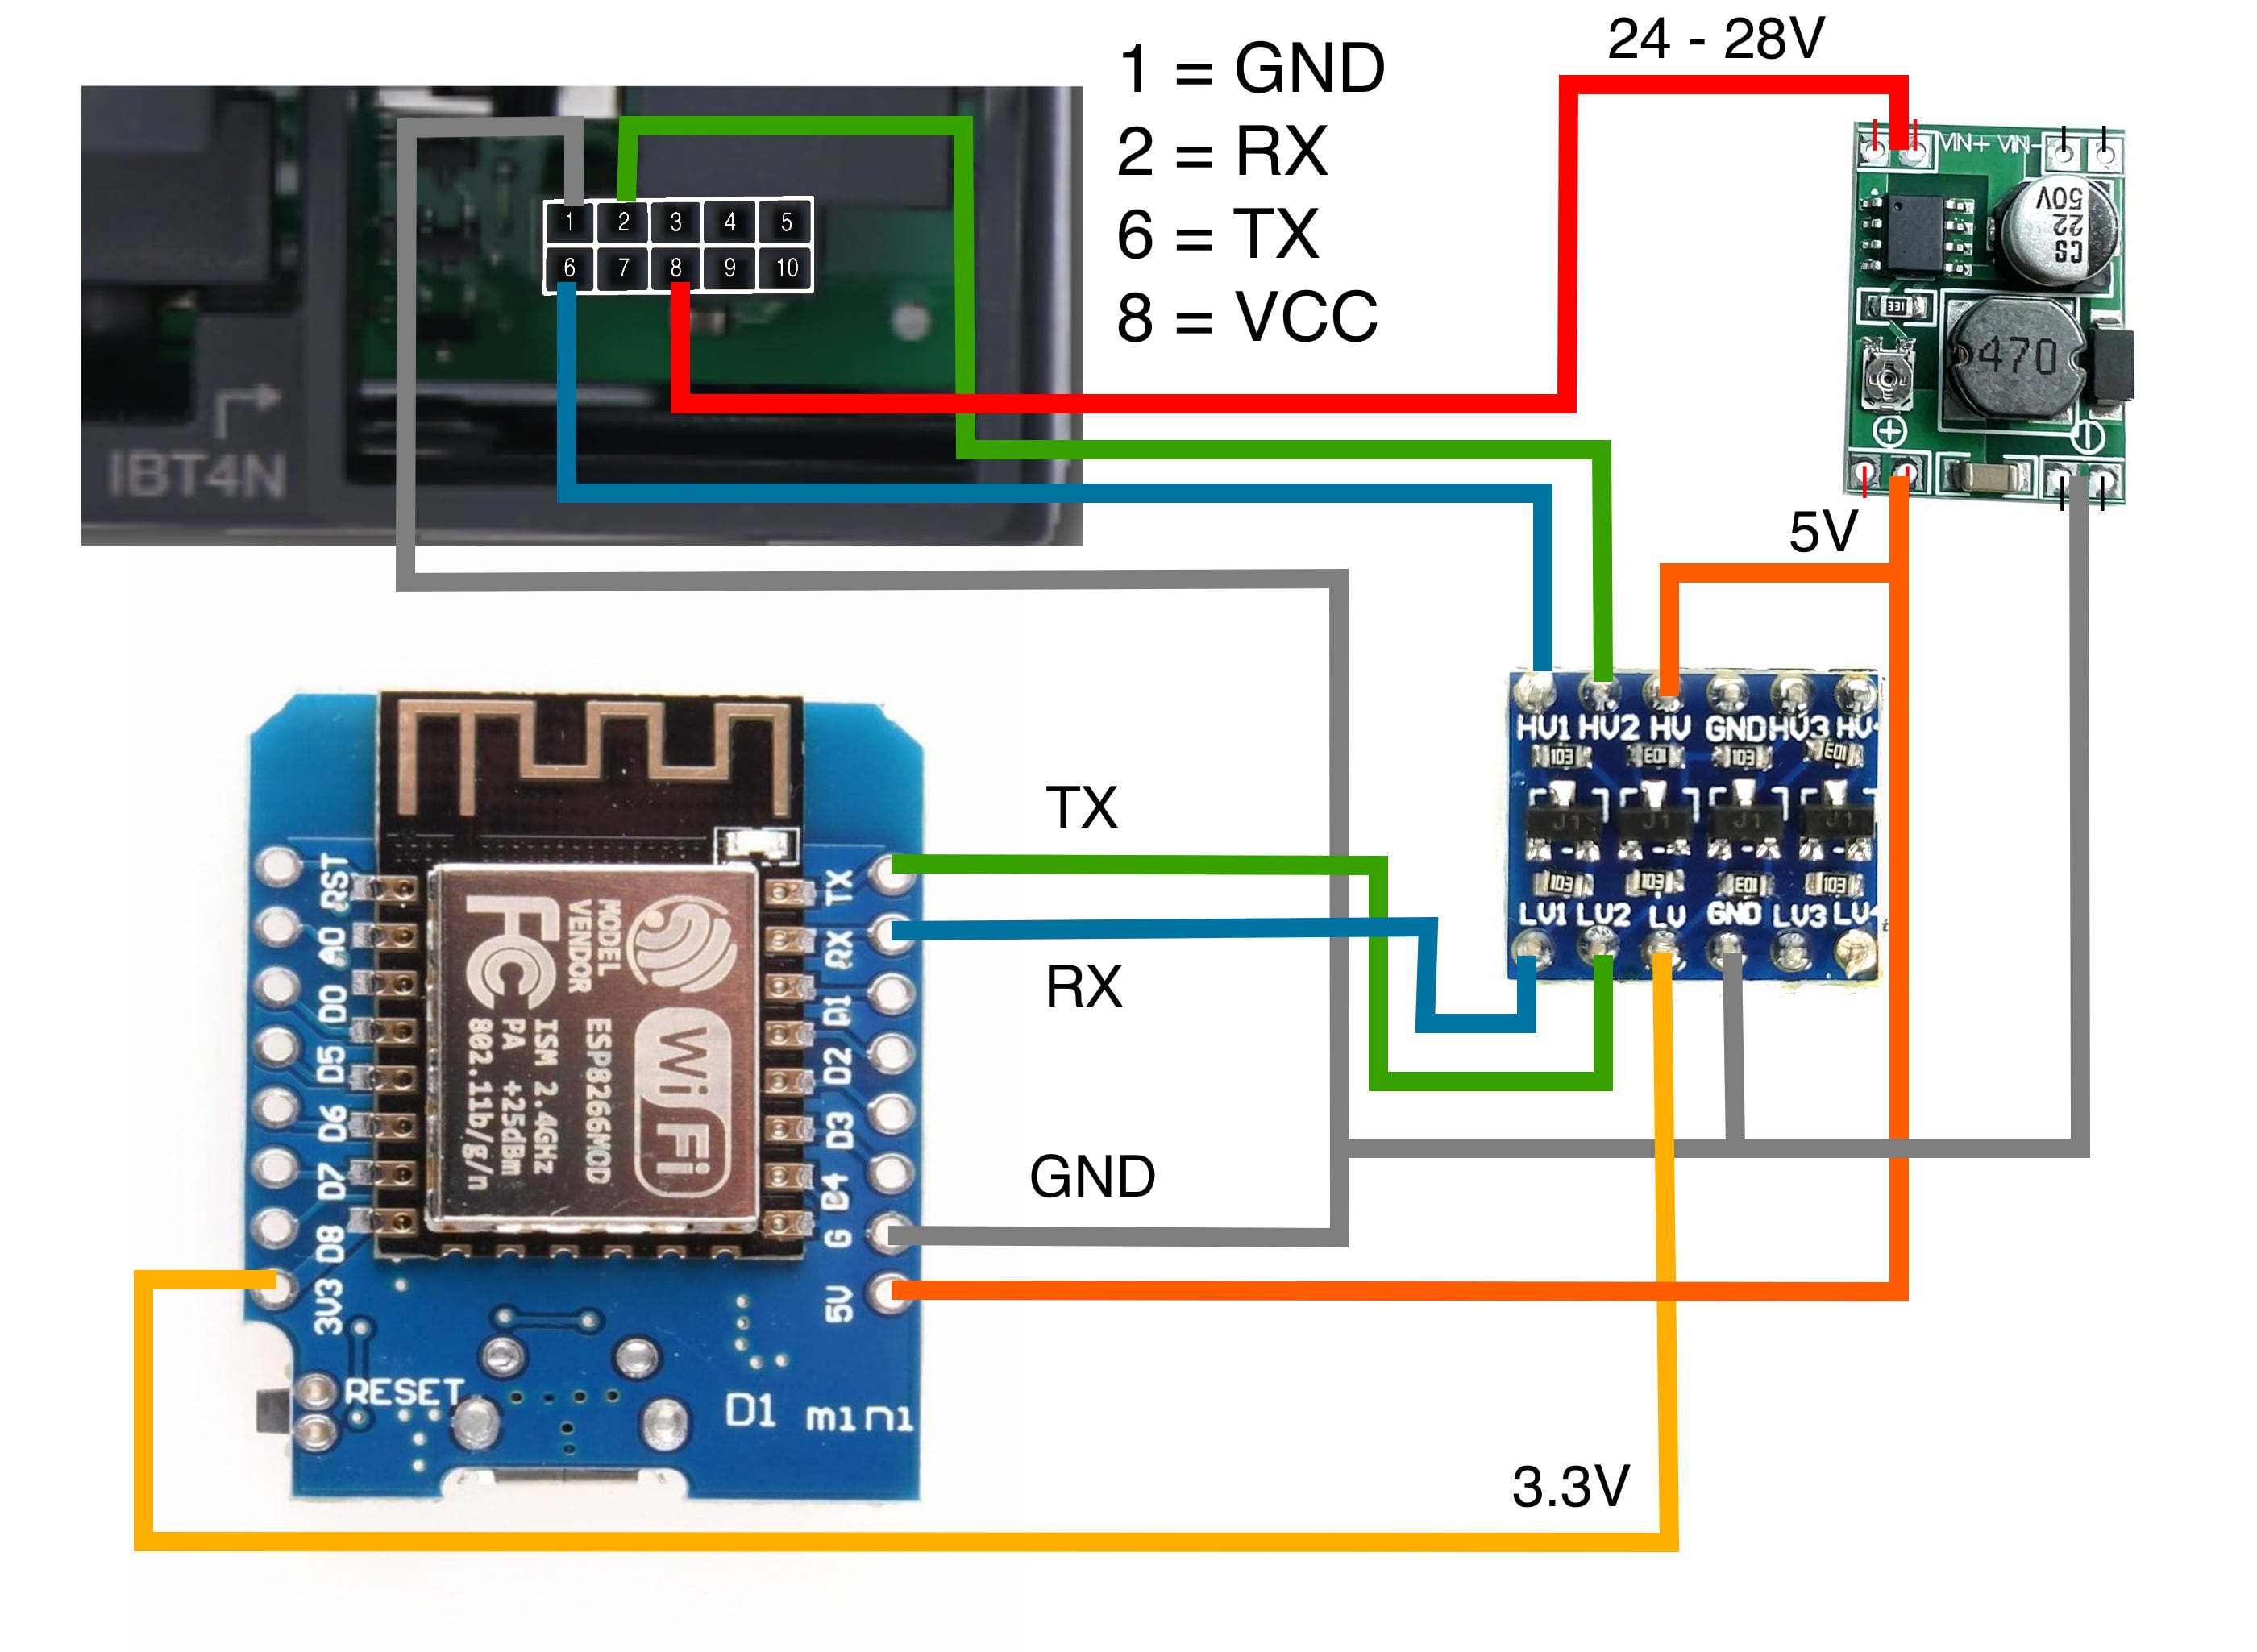 24 - 28V
1 = GND
2 = RX
6 = TX
8 = VCC
1 2 3 4 5
6 7 8 9 10
IBT4N
VIN+ VIN-
CS
22
50V
470
5V
HV1 HV2 HV GND HV3 HV
103 103 103 103
J1 J1 J1 J1
103 103 103 103
LV1 LV2 LV GND LV3 LV
TX
RX
GND
3.3V
RST
A0
D0
D5
D6
D7
D8
3V3
TX
RX
D1
D2
D3
D4
G
5V
FC
MODEL
VENDOR
WiFi
ESP8266MOD
ISM 2.4GHz
PA +25dBm
802.11b/g/n
RESET
D1 mini